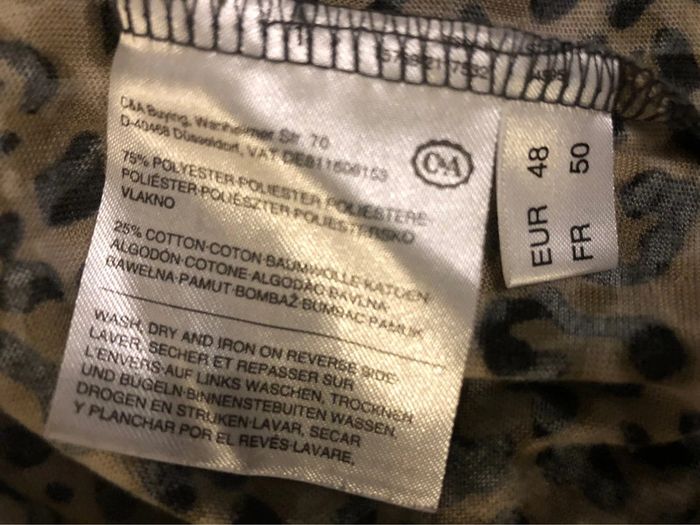 C&A Buying, Wanheimer Str. 70
D-40468 Düsseldorf, VAT DE811506153
C&A
75% POLYESTER·POLIESTER·POLIESTERE·
POLIÉSTER·POLIÉSZTER·POLIESTERSKO
VLAKNO
25% COTTON·COTON·BAUMWOLLE·KATOEN
ALGODÓN·COTONE·ALGODÃO·BAVLNA·
BAWEŁNA·PAMUT·BOMBAŽ·BUMBAC·PAMUK
WASH, DRY AND IRON ON REVERSE SIDE·
LAVER, SECHER ET REPASSER SUR
L'ENVERS·AUF LINKS WASCHEN, TROCKNEN
UND BÜGELN·BINNENSTEBUITEN WASSEN,
DROGEN EN STRIJKEN·LAVAR, SECAR
Y PLANCHAR POR EL REVÉS·LAVARE,
EUR 48
FR 50